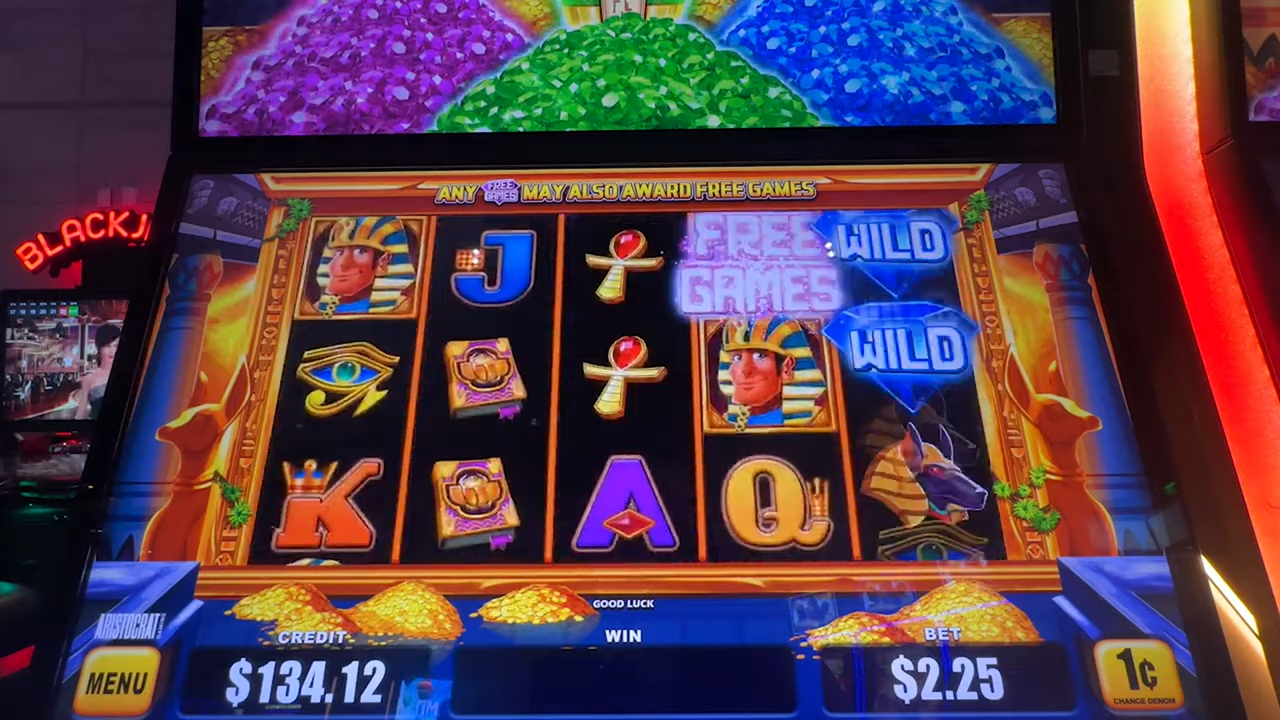 ANY FREE GAMES MAY ALSO AWARD FREE GAMES
BLACKJ
J
FREE
GAMES
WILD
WILD
K
A
Q
ARISTOCRAT
GOOD LUCK
CREDIT
WIN
BET
MENU
$134.12
$2.25
1¢
CHANGE DENOM